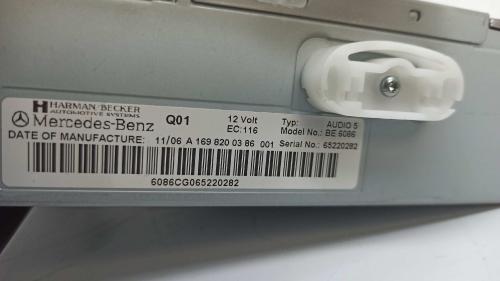 HARMAN/BECKER
AUTOMOTIVE SYSTEMS
Mercedes-Benz Q01 12 Volt Typ: AUDIO 5
EC:116 Model No.: BE 6086
DATE OF MANUFACTURE: 11/06 A 169 820 03 86 001 Serial No.: 65220282
6086CG065220282